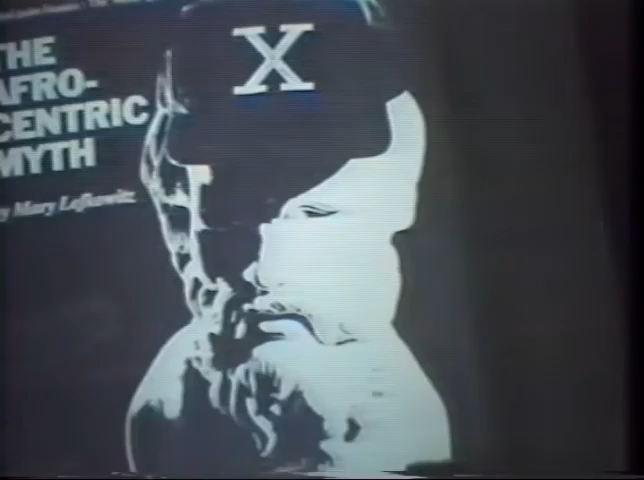 THE
AFRO-
CENTRIC
MYTH
y Mary Lefkowitz
X